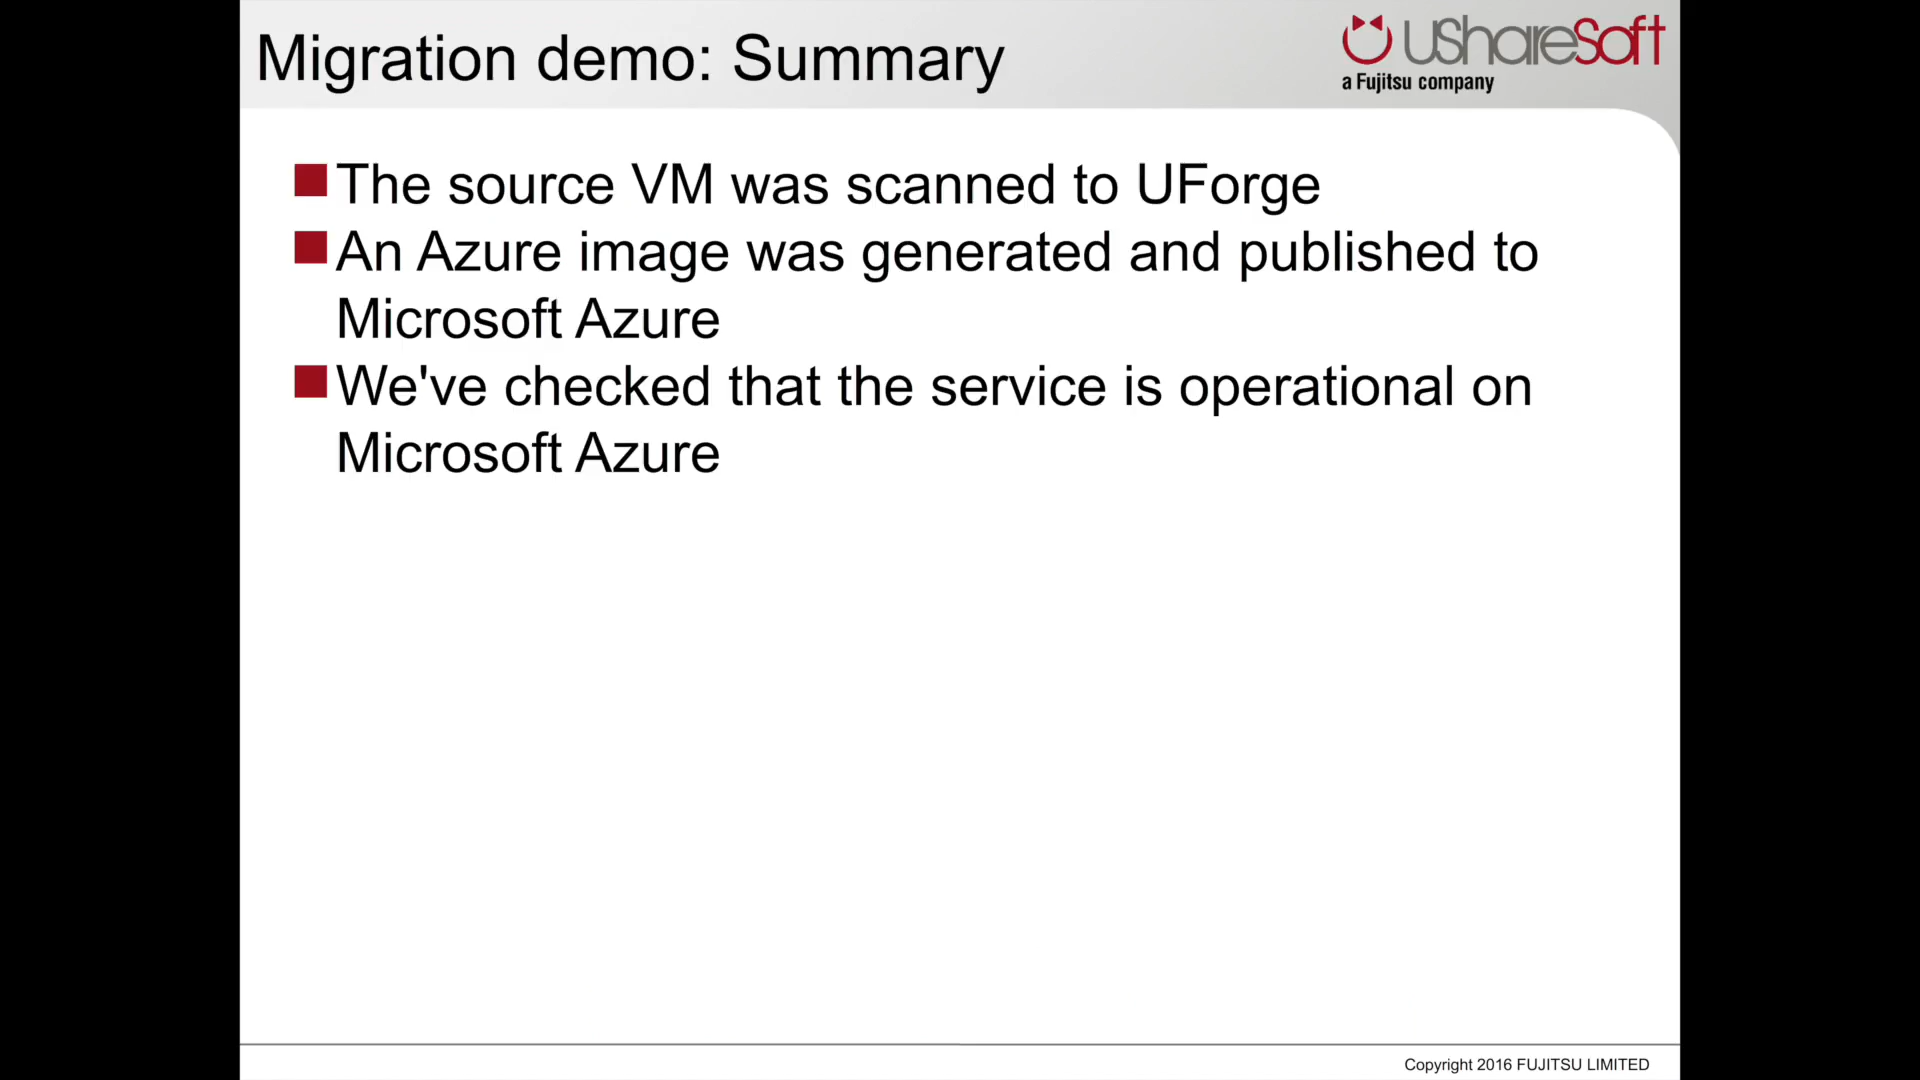 Migration demo: Summary
UShareSoft
a Fujitsu company
The source VM was scanned to UForge
An Azure image was generated and published to
Microsoft Azure
We've checked that the service is operational on
Microsoft Azure
Copyright 2016 FUJITSU LIMITED